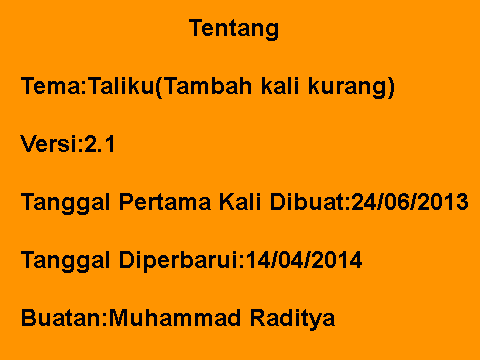 Tentang
Tema:Taliku(Tambah kali kurang)
Versi:2.1
Tanggal Pertama Kali Dibuat:24/06/2013
Tanggal Diperbarui:14/04/2014
Buatan:Muhammad Raditya